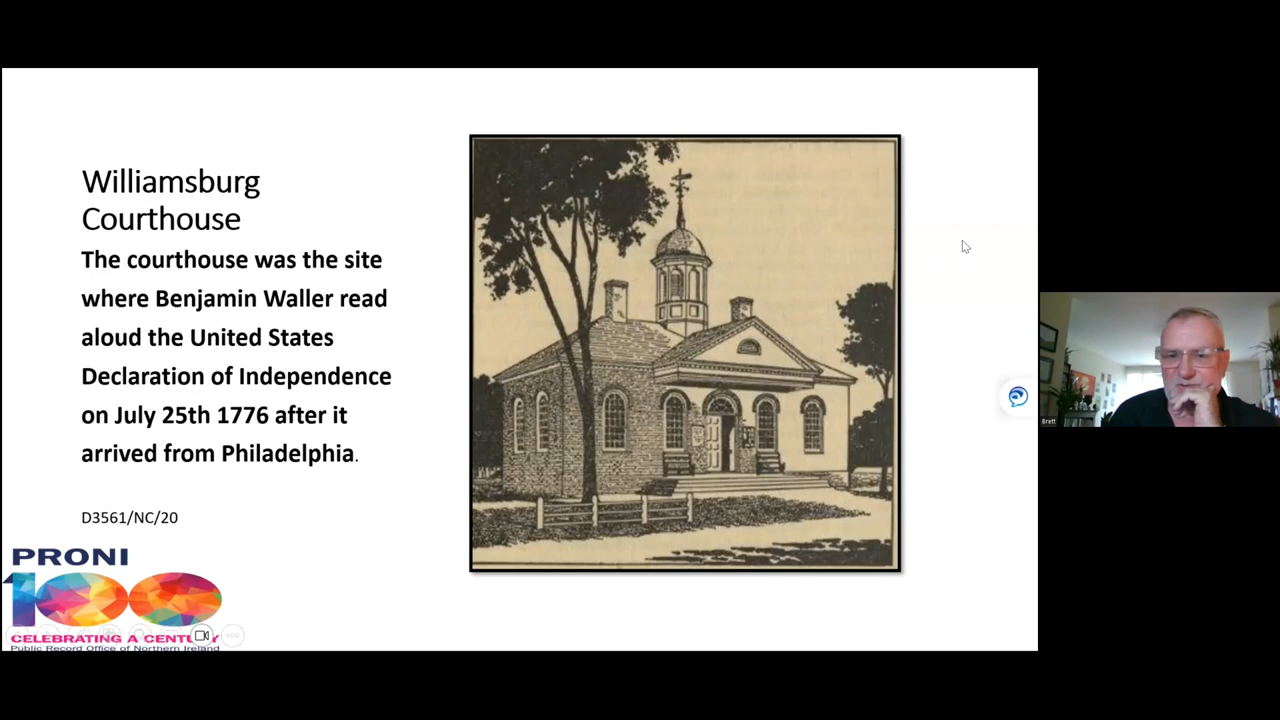 Williamsburg
Courthouse
The courthouse was the site
where Benjamin Waller read
aloud the United States
Declaration of Independence
on July 25th 1776 after it
arrived from Philadelphia.
D3561/NC/20
PRONI
100
CELEBRATING A CENTURY
Public Record Office of Northern Ireland
Brett